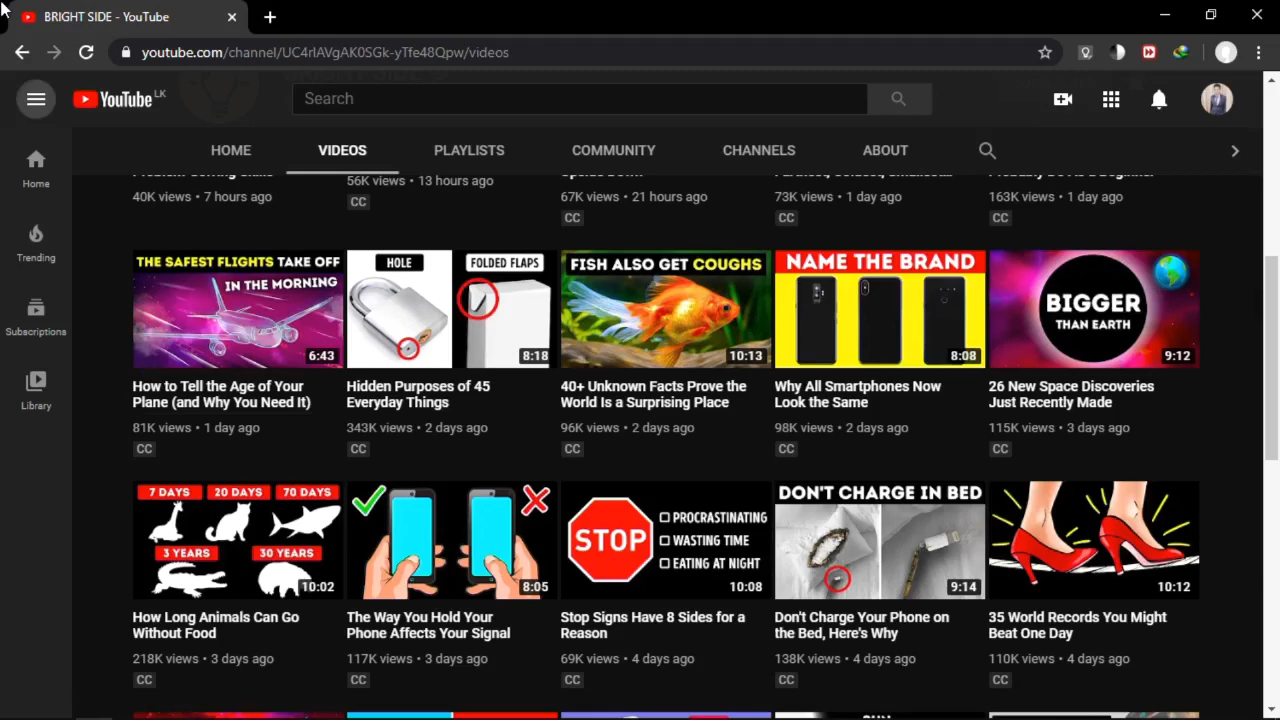 BRIGHT SIDE - YouTube
youtube.com/channel/UC4rlAVgAK0SGk-yTfe48Qpw/videos
YouTube LK
Search
HOME VIDEOS PLAYLISTS COMMUNITY CHANNELS ABOUT
Home
Trending
Subscriptions
Library
40K views • 7 hours ago
56K views • 13 hours ago
CC
67K views • 21 hours ago
CC
73K views • 1 day ago
CC
163K views • 1 day ago
CC
THE SAFEST FLIGHTS TAKE OFF
IN THE MORNING
6:43
How to Tell the Age of Your
Plane (and Why You Need It)
81K views • 1 day ago
CC
HOLE
FOLDED FLAPS
8:18
Hidden Purposes of 45
Everyday Things
343K views • 2 days ago
CC
FISH ALSO GET COUGHS
10:13
40+ Unknown Facts Prove the
World Is a Surprising Place
96K views • 2 days ago
CC
NAME THE BRAND
8:08
Why All Smartphones Now
Look the Same
98K views • 2 days ago
CC
BIGGER
THAN EARTH
9:12
26 New Space Discoveries
Just Recently Made
115K views • 3 days ago
CC
7 DAYS 20 DAYS 70 DAYS
3 YEARS 30 YEARS
10:02
How Long Animals Can Go
Without Food
218K views • 3 days ago
CC
8:05
The Way You Hold Your
Phone Affects Your Signal
117K views • 3 days ago
CC
STOP
PROCRASTINATING
WASTING TIME
EATING AT NIGHT
10:08
Stop Signs Have 8 Sides for a
Reason
69K views • 4 days ago
CC
DON'T CHARGE IN BED
9:14
Don't Charge Your Phone on
the Bed, Here's Why
138K views • 4 days ago
CC
10:12
35 World Records You Might
Beat One Day
110K views • 4 days ago
CC